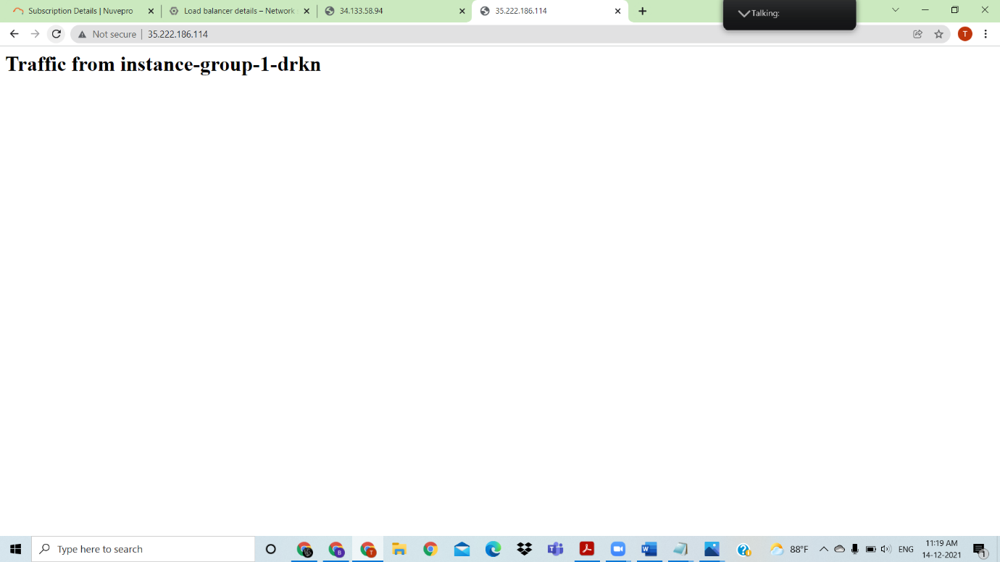 Subscription Details | Nuvepro
Load balancer details – Network
34.133.58.94
35.222.186.114
Talking:
Not secure
35.222.186.114
T
Traffic from instance-group-1-drkn
Type here to search
B
T
88°F
ENG
11:19 AM
14-12-2021
1